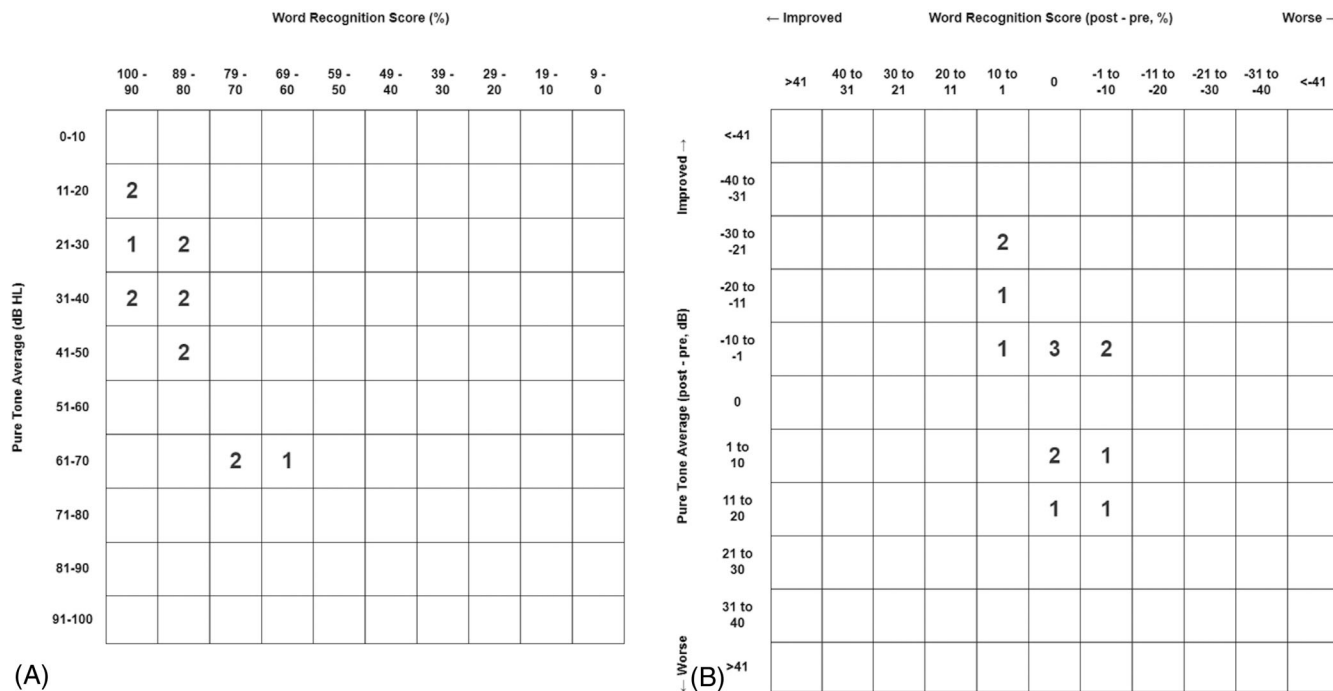 Word Recognition Score (%)
100 - 90 89 - 80 79 - 70 69 - 60 59 - 50 49 - 40 39 - 30 29 - 20 19 - 10 9 - 0
Pure Tone Average (dB HL)
0-10
11-20 2
21-30 1 2
31-40 2 2
41-50 2
51-60
61-70 2 1
71-80
81-90
91-100
(A)
← Improved Word Recognition Score (post - pre, %) Worse →
>41 40 to 31 30 to 21 20 to 11 10 to 1 0 -1 to -10 -11 to -20 -21 to -30 -31 to -40 <-41
← Worse Pure Tone Average (post - pre, dB) Improved →
<-41
-40 to -31
-30 to -21 2
-20 to -11 1
-10 to -1 1 3 2
0
1 to 10 2 1
11 to 20 1 1
21 to 30
31 to 40
>41
(B)